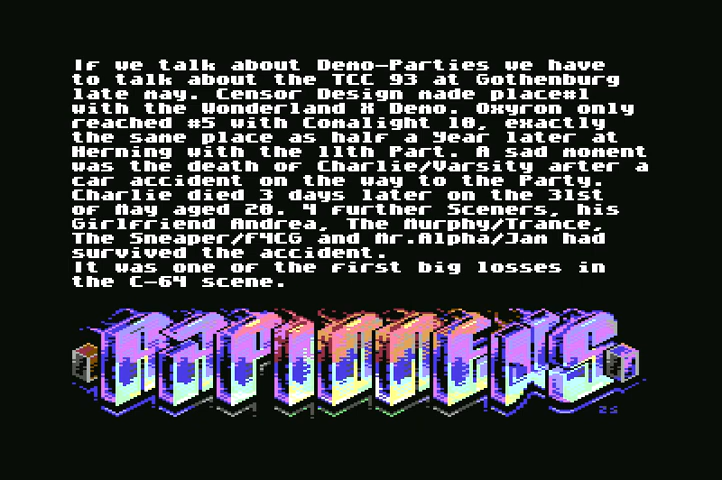 If we talk about Demo-Parties we have
to talk about the TCC 93 at Gothenburg
late may. Censor Design made place#1
with the Wonderland X Demo. Oxyron only
reached #5 with Comalight 10, exactly
the same place as half a Year later at
Herning with the 11th Part. A sad moment
was the death of Charlie/Varsity after a
car accident on the way to the Party.
Charlie died 3 days later on the 31st
of May aged 20. 4 further Sceners, his
Girlfriend Andrea, The Murphy/Trance,
The Sneaper/F4CG and Mr.Alpha/Jam had
survived the accident.
It was one of the first big losses in
the C-64 scene.